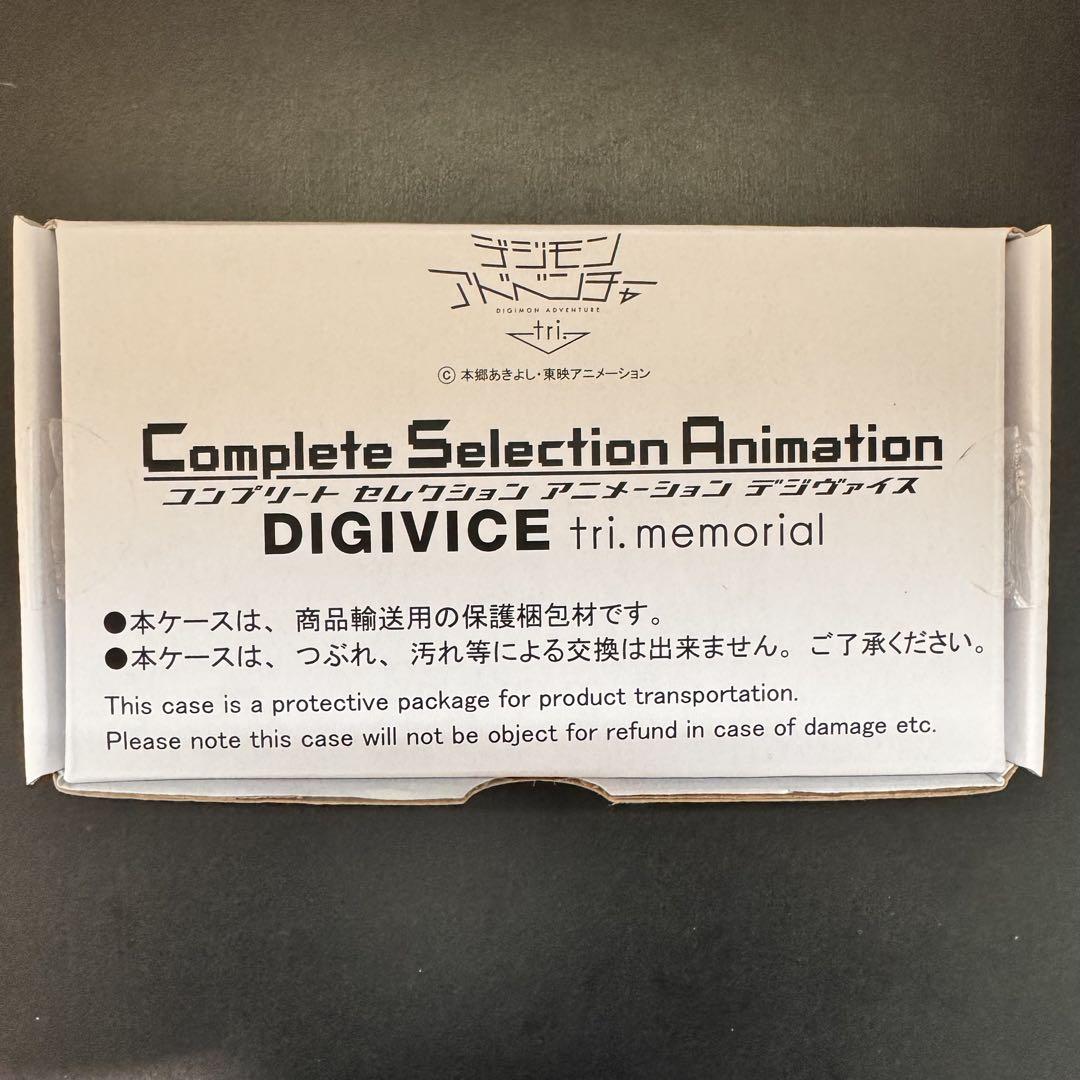 デジモン
アドベンチャー
DIGIMON ADVENTURE
tri.
Ⓒ 本郷あきよし・東映アニメーション
Complete Selection Animation
コンプリート セレクション アニメーション デジヴァイス
DIGIVICE tri. memorial
●本ケースは、商品輸送用の保護梱包材です。
●本ケースは、つぶれ、汚れ等による交換は出来ません。ご了承ください。
This case is a protective package for product transportation.
Please note this case will not be object for refund in case of damage etc.